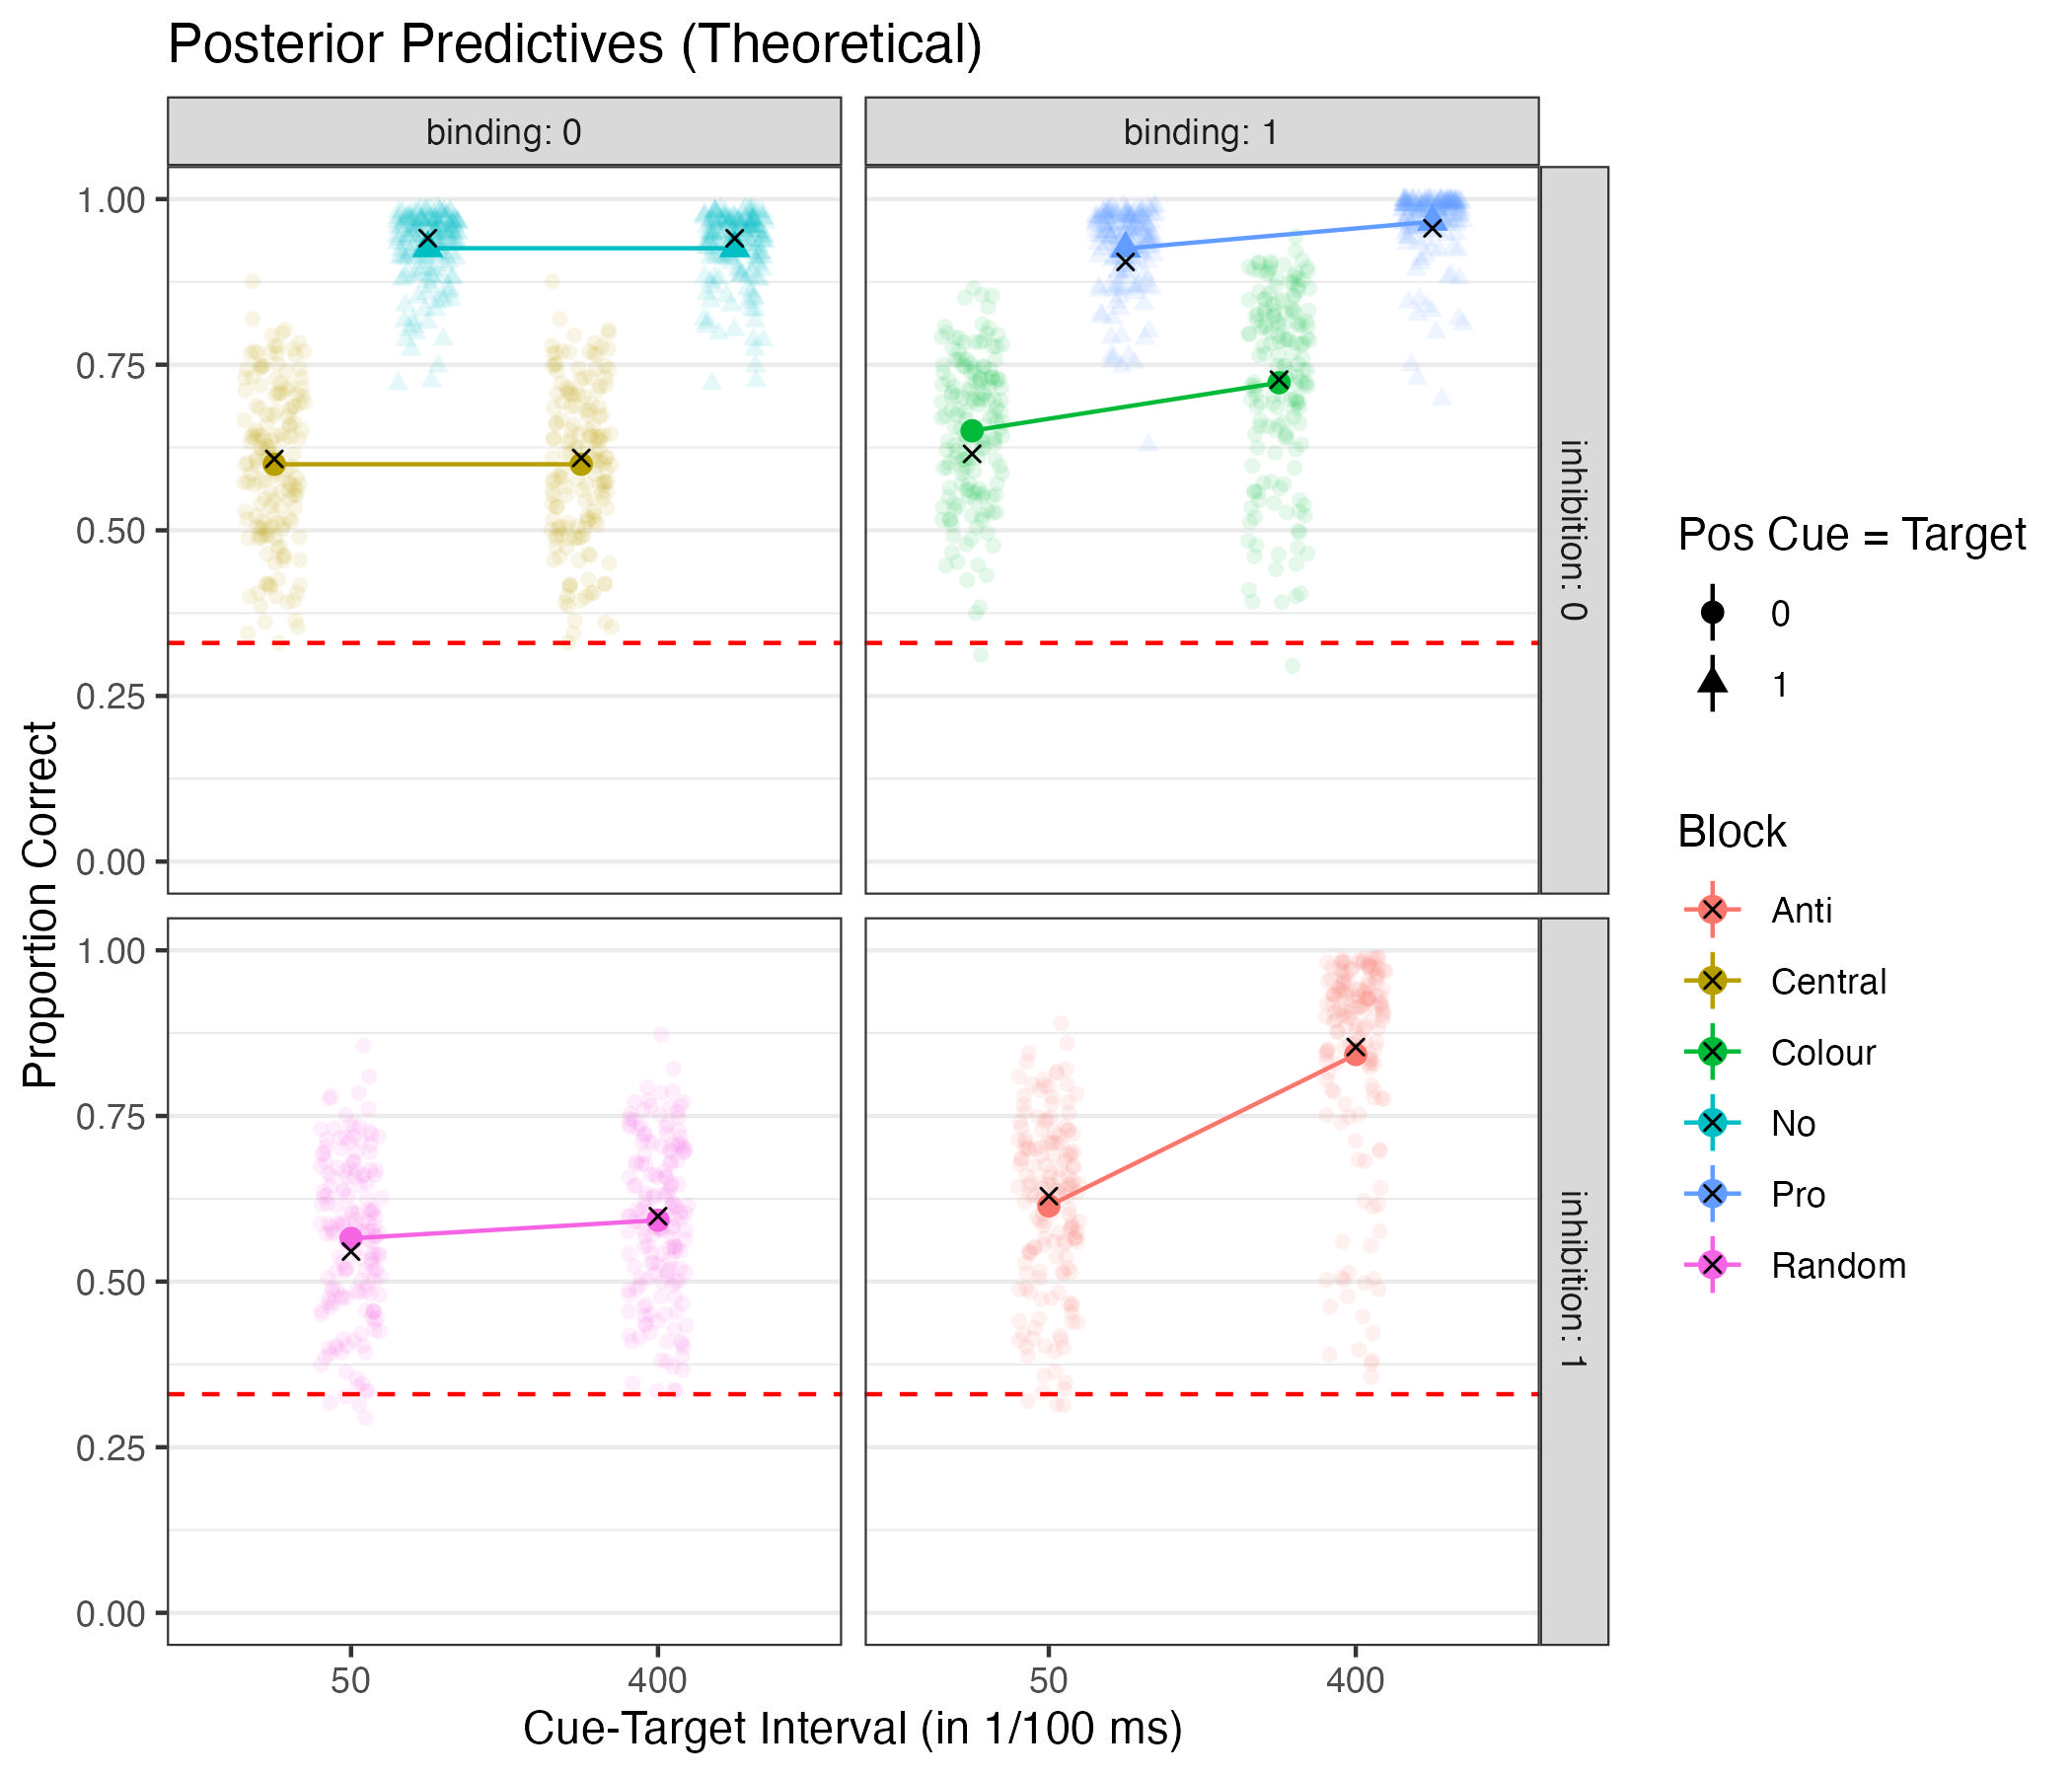 Posterior Predictives (Theoretical)
binding: 0
binding: 1
1.00
0.75
0.50
0.25
0.00
inhibition: 0
1.00
0.75
0.50
0.25
0.00
inhibition: 1
Proportion Correct
50
400
50
400
Cue-Target Interval (in 1/100 ms)
Pos Cue = Target
0
1
Block
Anti
Central
Colour
No
Pro
Random